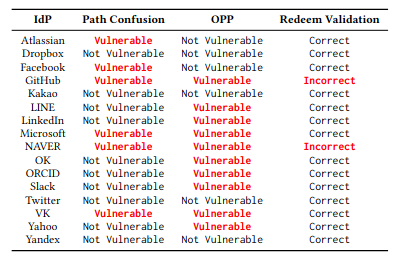 IdP Path Confusion OPP Redeem Validation
Atlassian Vulnerable Not Vulnerable Correct
Dropbox Not Vulnerable Not Vulnerable Correct
Facebook Vulnerable Not Vulnerable Correct
GitHub Vulnerable Vulnerable Incorrect
Kakao Not Vulnerable Not Vulnerable Correct
LINE Not Vulnerable Vulnerable Correct
LinkedIn Not Vulnerable Vulnerable Correct
Microsoft Vulnerable Vulnerable Correct
NAVER Vulnerable Vulnerable Incorrect
OK Not Vulnerable Vulnerable Correct
ORCID Not Vulnerable Vulnerable Correct
Slack Not Vulnerable Vulnerable Correct
Twitter Not Vulnerable Not Vulnerable Correct
VK Vulnerable Vulnerable Correct
Yahoo Not Vulnerable Vulnerable Correct
Yandex Not Vulnerable Not Vulnerable Correct